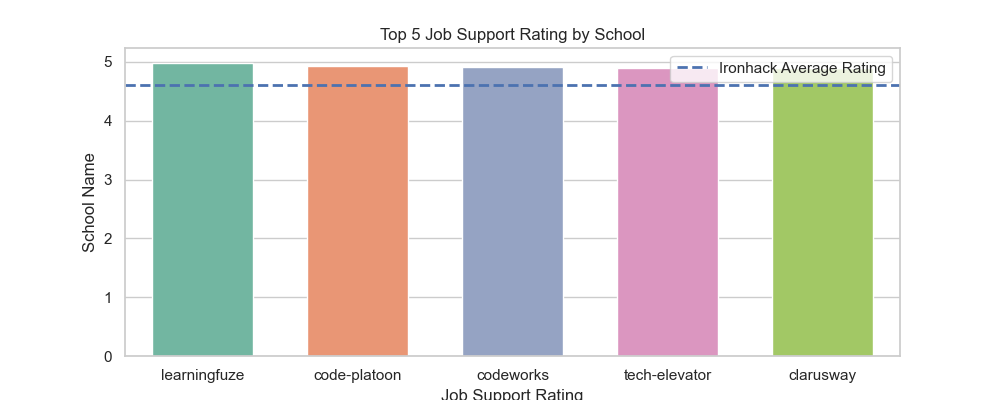 Top 5 Job Support Rating by School
Ironhack Average Rating
School Name
5
4
3
2
1
0
learningfuze code-platoon codeworks tech-elevator clarusway
Job Support Rating